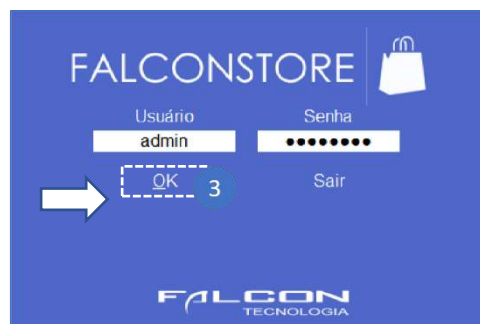 FALCONSTORE
Usuário Senha
admin ●●●●●●●●
OK 3 Sair
FALCON
TECNOLOGIA